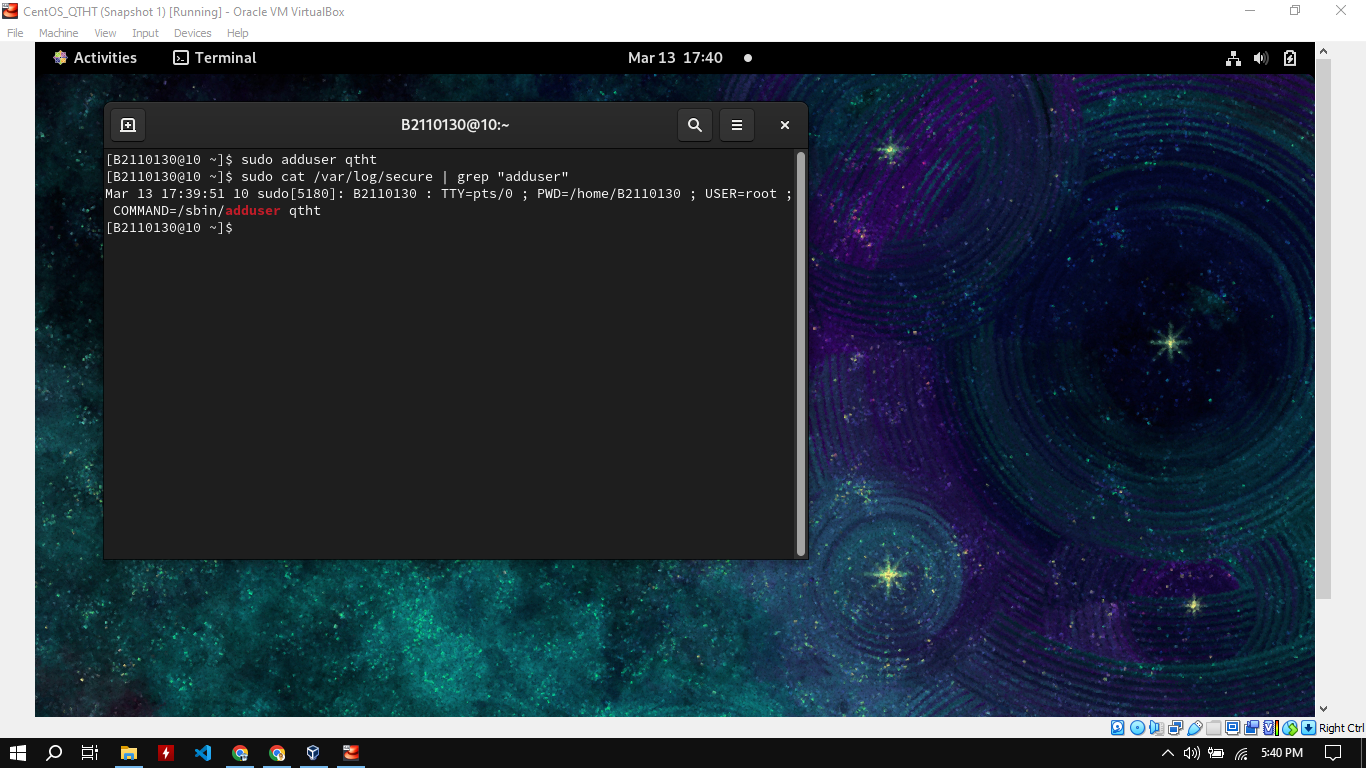 CentOS_QTHT (Snapshot 1) [Running] - Oracle VM VirtualBox
File Machine View Input Devices Help
Activities Terminal Mar 13 17:40
B2110130@10:~
[B2110130@10 ~]$ sudo adduser qtht
[B2110130@10 ~]$ sudo cat /var/log/secure | grep "adduser"
Mar 13 17:39:51 10 sudo[5180]: B2110130 : TTY=pts/0 ; PWD=/home/B2110130 ; USER=root ;
COMMAND=/sbin/adduser qtht
[B2110130@10 ~]$
Right Ctrl
5:40 PM